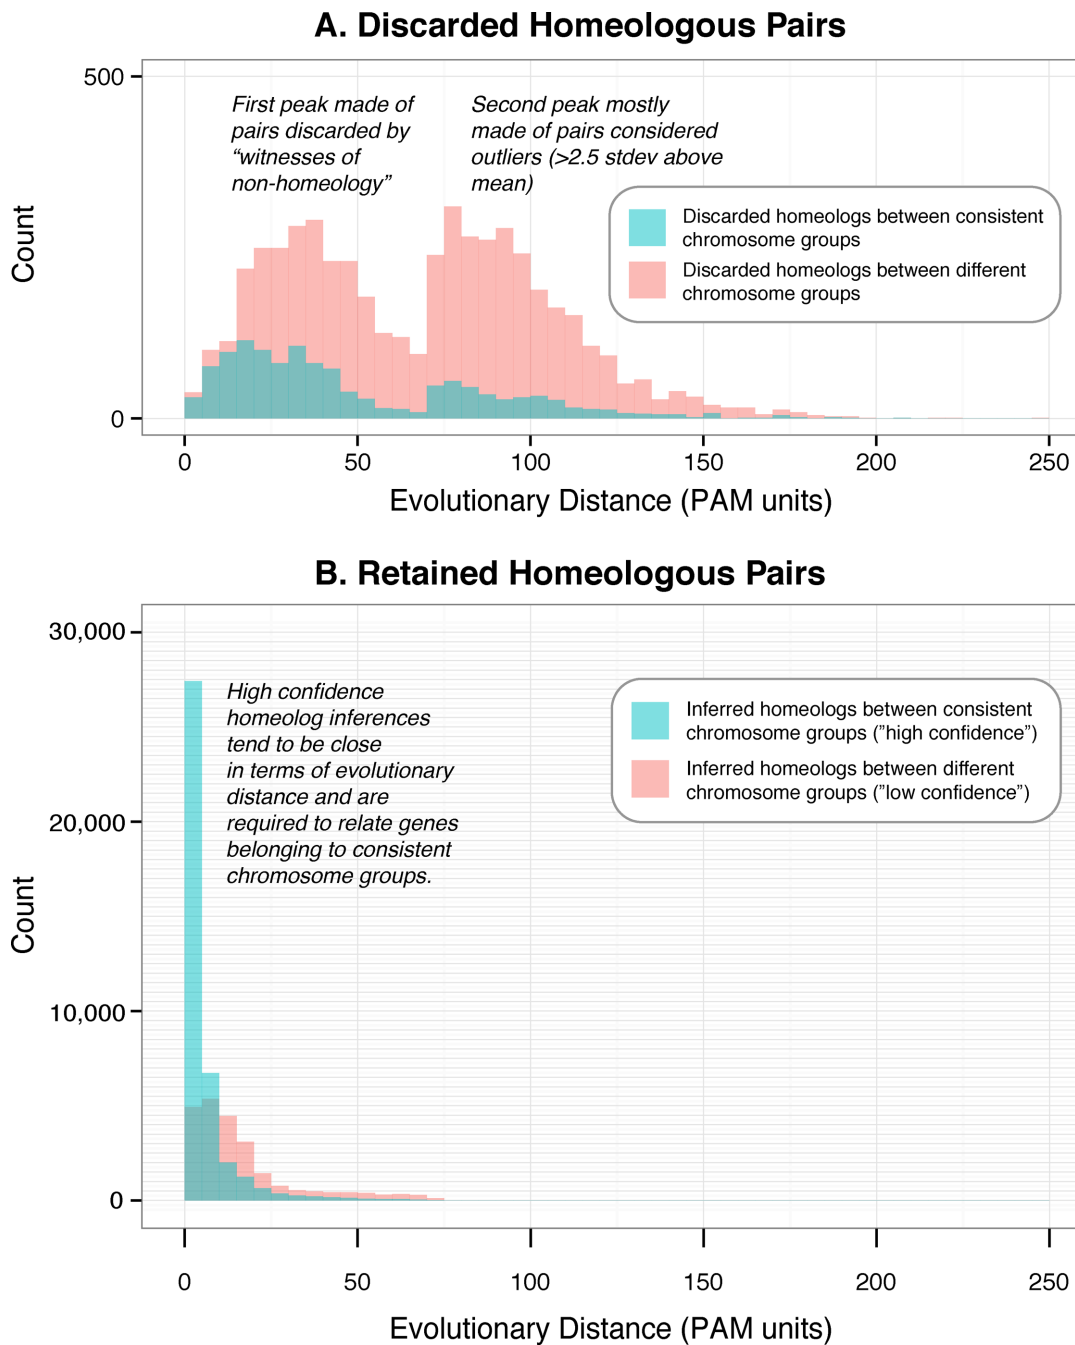 A. Discarded Homeologous Pairs
500
0
Count
First peak made of
pairs discarded by
“witnesses of
non-homeology”
Second peak mostly
made of pairs considered
outliers (>2.5 stdev above
mean)
Discarded homeologs between consistent
chromosome groups
Discarded homeologs between different
chromosome groups
0 50 100 150 200 250
Evolutionary Distance (PAM units)
B. Retained Homeologous Pairs
30,000
20,000
10,000
0
Count
High confidence
homeolog inferences
tend to be close
in terms of evolutionary
distance and are
required to relate genes
belonging to consistent
chromosome groups.
Inferred homeologs between consistent
chromosome groups (”high confidence”)
Inferred homeologs between different
chromosome groups (”low confidence”)
0 50 100 150 200 250
Evolutionary Distance (PAM units)